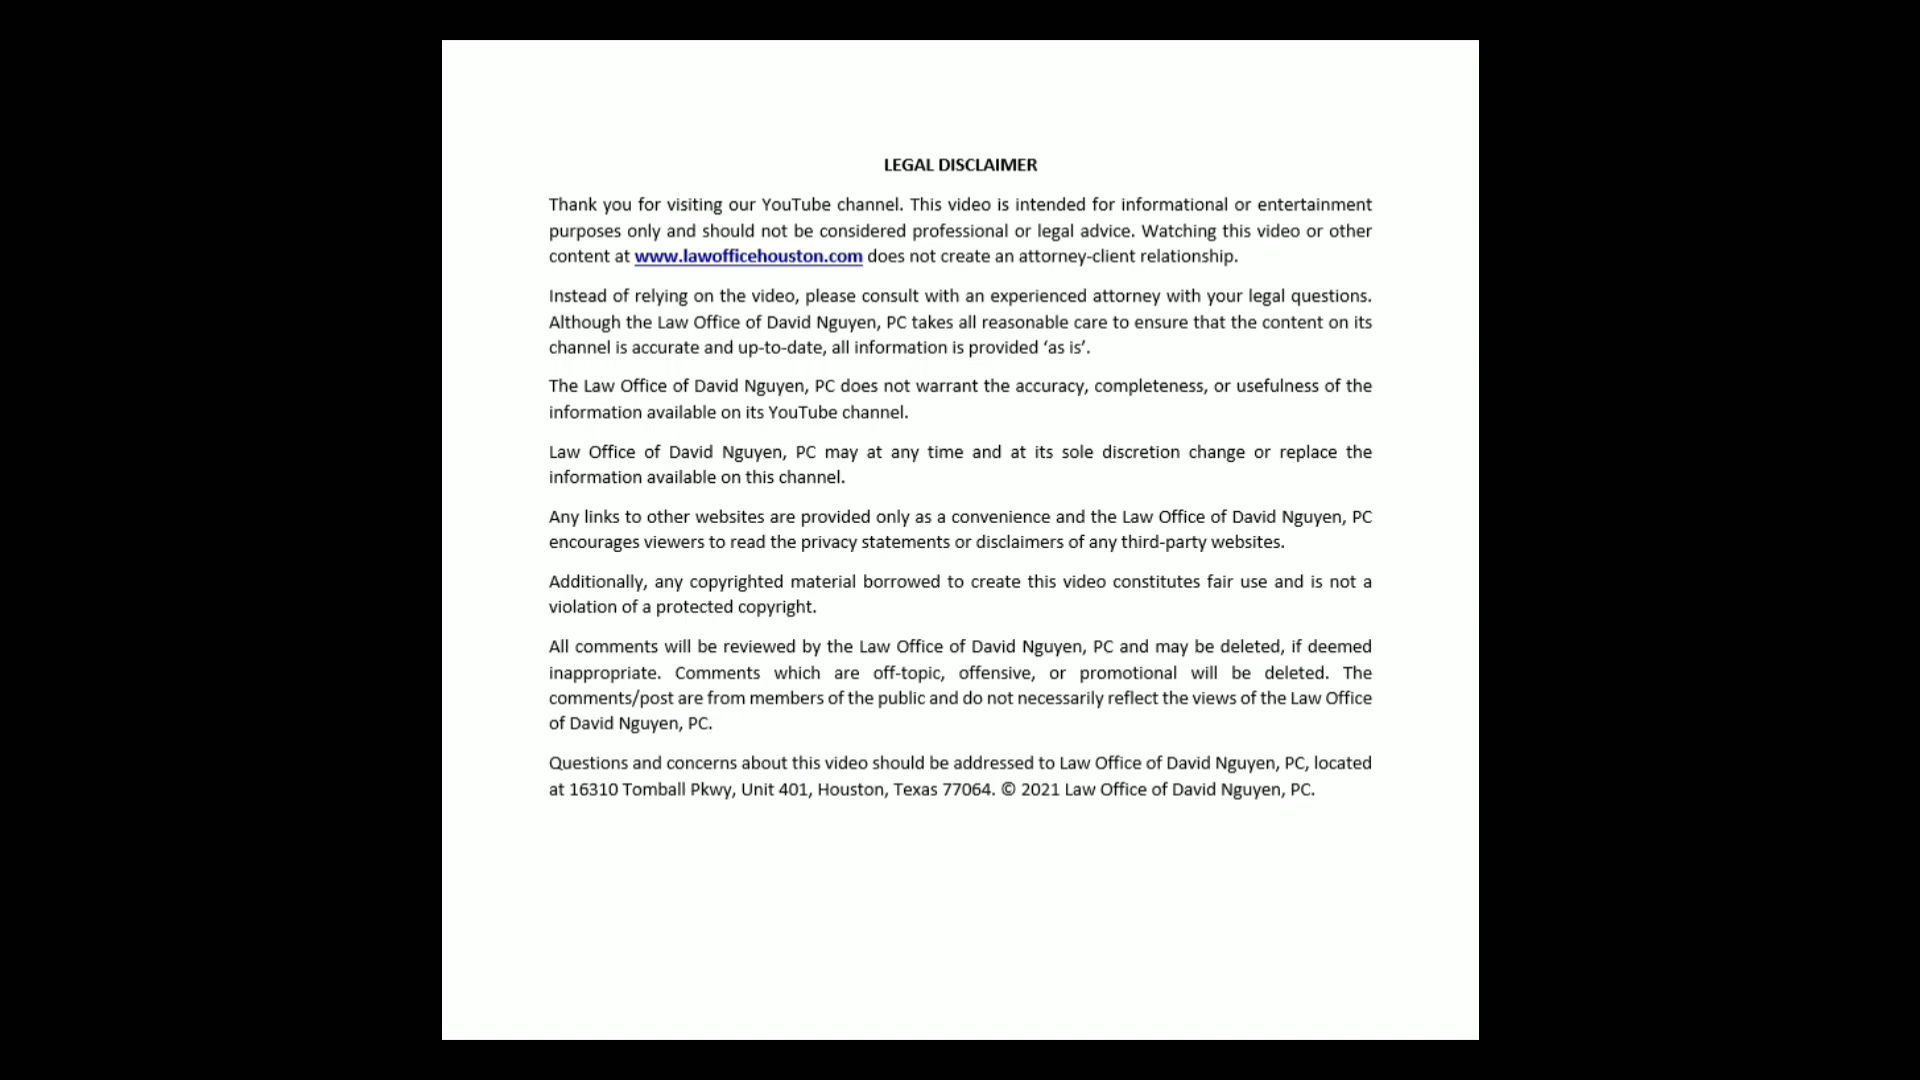 LEGAL DISCLAIMER
Thank you for visiting our YouTube channel. This video is intended for informational or entertainment
purposes only and should not be considered professional or legal advice. Watching this video or other
content at www.lawofficehouston.com does not create an attorney-client relationship.
Instead of relying on the video, please consult with an experienced attorney with your legal questions.
Although the Law Office of David Nguyen, PC takes all reasonable care to ensure that the content on its
channel is accurate and up-to-date, all information is provided ‘as is’.
The Law Office of David Nguyen, PC does not warrant the accuracy, completeness, or usefulness of the
information available on its YouTube channel.
Law Office of David Nguyen, PC may at any time and at its sole discretion change or replace the
information available on this channel.
Any links to other websites are provided only as a convenience and the Law Office of David Nguyen, PC
encourages viewers to read the privacy statements or disclaimers of any third-party websites.
Additionally, any copyrighted material borrowed to create this video constitutes fair use and is not a
violation of a protected copyright.
All comments will be reviewed by the Law Office of David Nguyen, PC and may be deleted, if deemed
inappropriate. Comments which are off-topic, offensive, or promotional will be deleted. The
comments/post are from members of the public and do not necessarily reflect the views of the Law Office
of David Nguyen, PC.
Questions and concerns about this video should be addressed to Law Office of David Nguyen, PC, located
at 16310 Tomball Pkwy, Unit 401, Houston, Texas 77064. © 2021 Law Office of David Nguyen, PC.